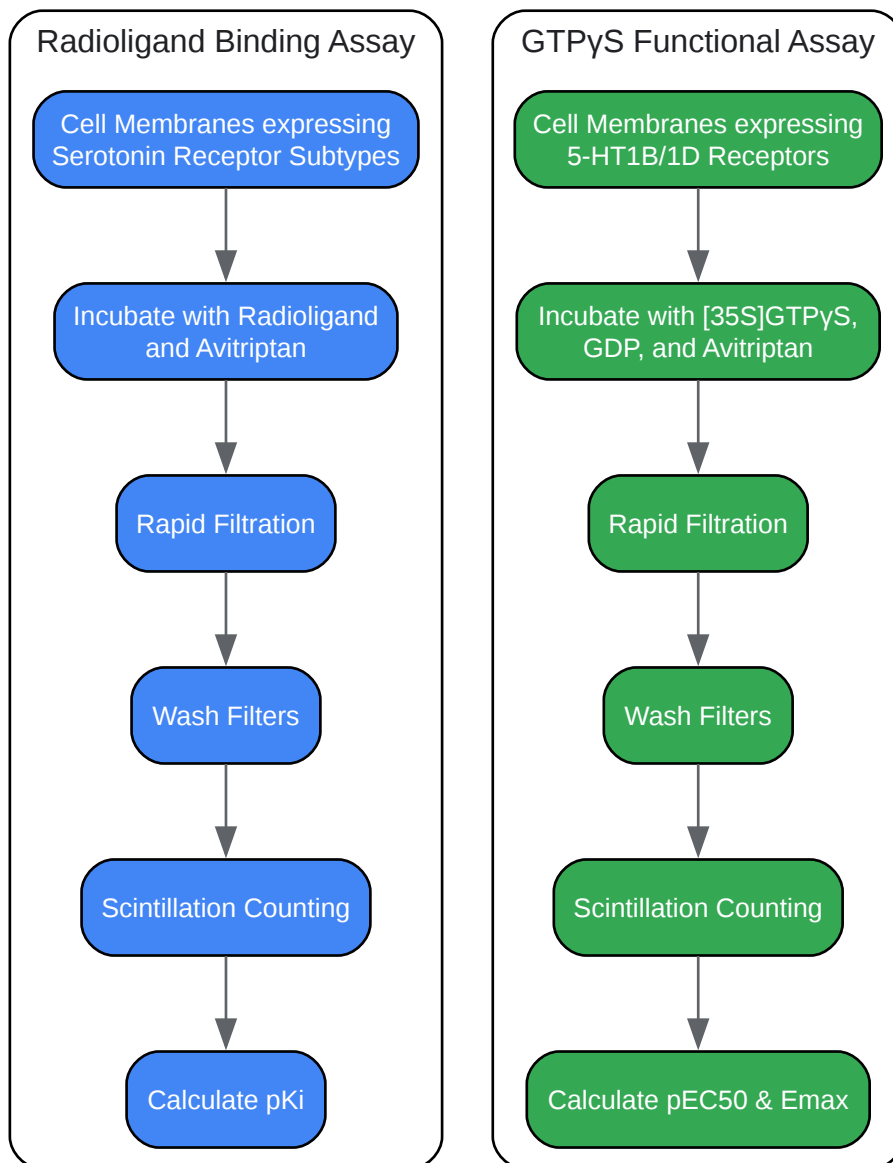 Radioligand Binding Assay
Cell Membranes expressing
Serotonin Receptor Subtypes
Incubate with Radioligand
and Avitriptan
Rapid Filtration
Wash Filters
Scintillation Counting
Calculate pKi
GTPγS Functional Assay
Cell Membranes expressing
5-HT1B/1D Receptors
Incubate with [35S]GTPγS,
GDP, and Avitriptan
Rapid Filtration
Wash Filters
Scintillation Counting
Calculate pEC50 & Emax